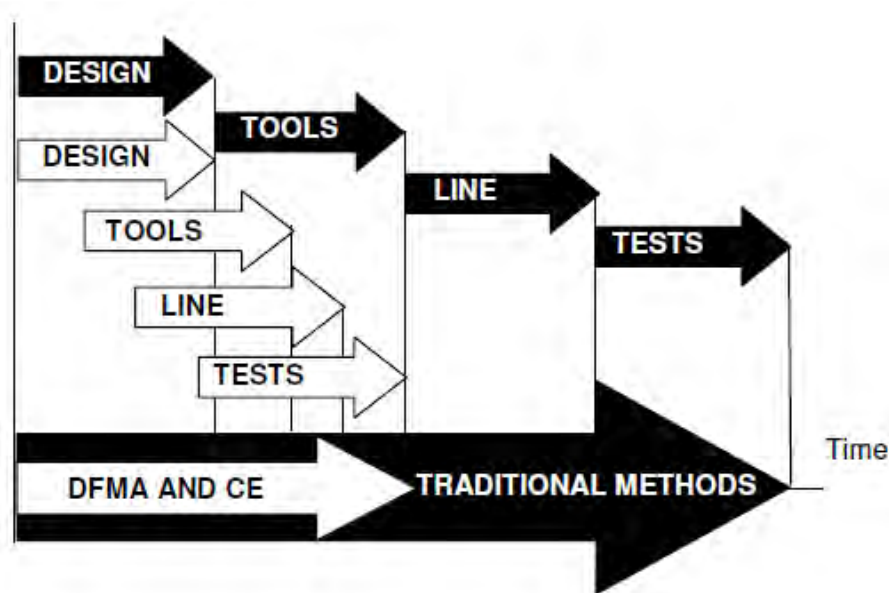 DESIGN
TOOLS
DESIGN
LINE
TOOLS
TESTS
LINE
TESTS
Time
DFMA AND CE
TRADITIONAL METHODS